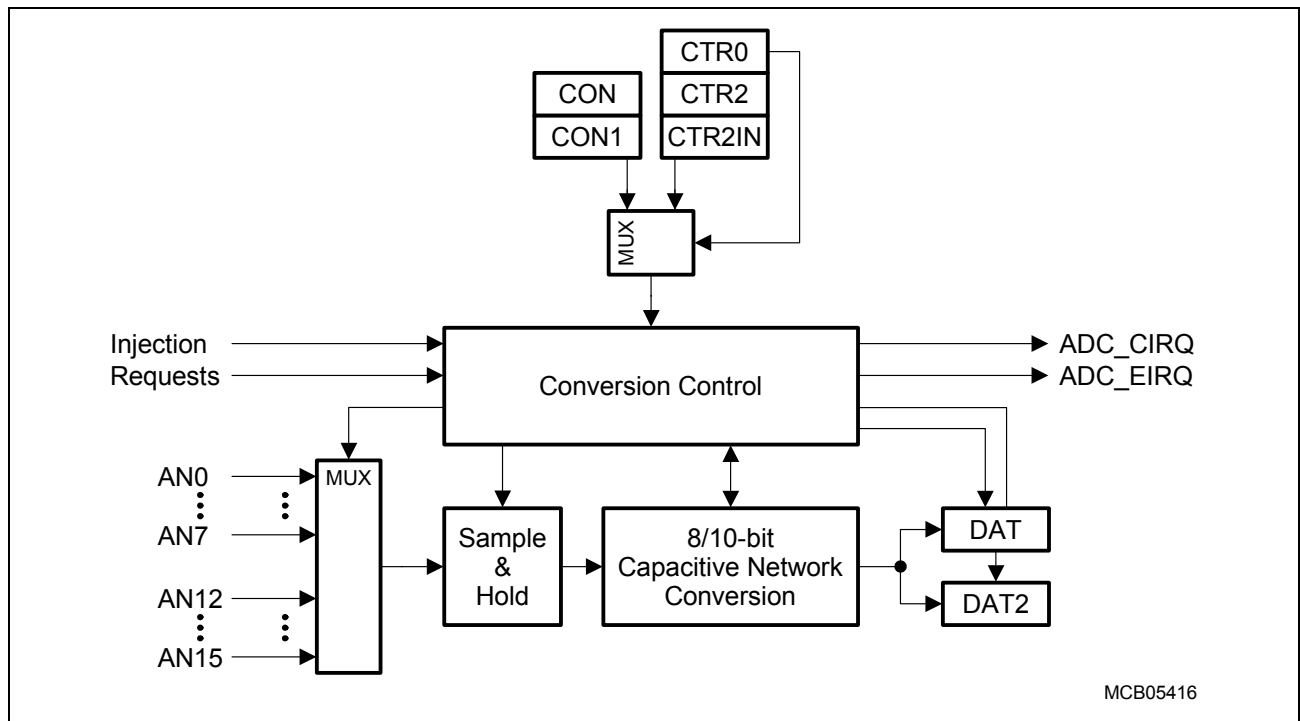 CTR0
CON
CTR2
CON1
CTR2IN
MUX
Injection
Requests
Conversion Control
ADC_CIRQ
ADC_EIRQ
AN0
AN7
AN12
AN15
MUX
Sample
&
Hold
8/10-bit
Capacitive Network
Conversion
DAT
DAT2
MCB05416